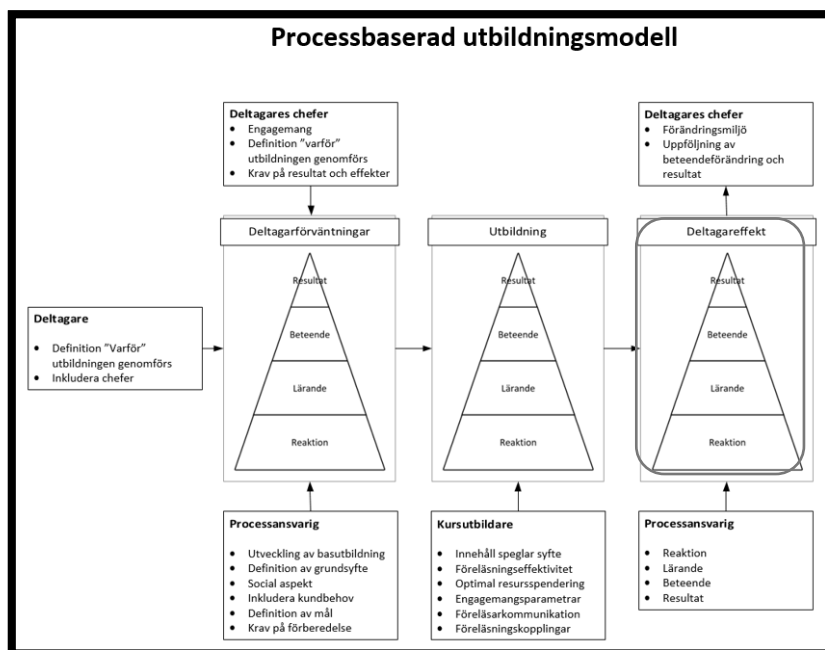 Processbaserad utbildningsmodell
Deltagares chefer
• Engagemang
• Definition ”varför”
utbildningen genomförs
• Krav på resultat och effekter
Deltagares chefer
• Förändringsmiljö
• Uppföljning av
beteendeförändring och
resultat
Deltagarförväntningar
Utbildning
Deltagareffekt
Resultat
Beteende
Lärande
Reaktion
Resultat
Beteende
Lärande
Reaktion
Resultat
Beteende
Lärande
Reaktion
Deltagare
• Definition ”Varför”
utbildningen genomförs
• Inkludera chefer
Processansvarig
• Utveckling av basutbildning
• Definition av grundsyfte
• Social aspekt
• Inkludera kundbehov
• Definition av mål
• Krav på förberedelse
Kursutbildare
• Innehåll speglar syfte
• Föreläsningseffektivitet
• Optimal resursspendering
• Engagemangsparametrar
• Föreläsarkommunikation
• Föreläsningskopplingar
Processansvarig
• Reaktion
• Lärande
• Beteende
• Resultat